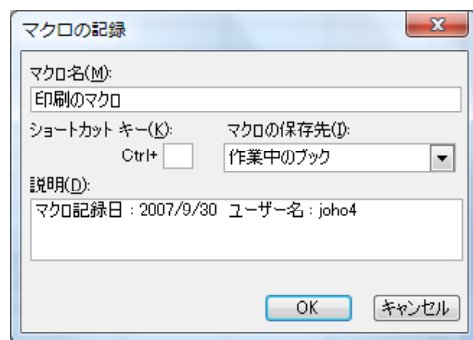 マクロの記録
マクロ名(M):
印刷のマクロ
ショートカット キー(K): マクロの保存先(I):
Ctrl+ 作業中のブック
説明(D):
マクロ記録日 : 2007/9/30 ユーザー名 : joho4
OK キャンセル